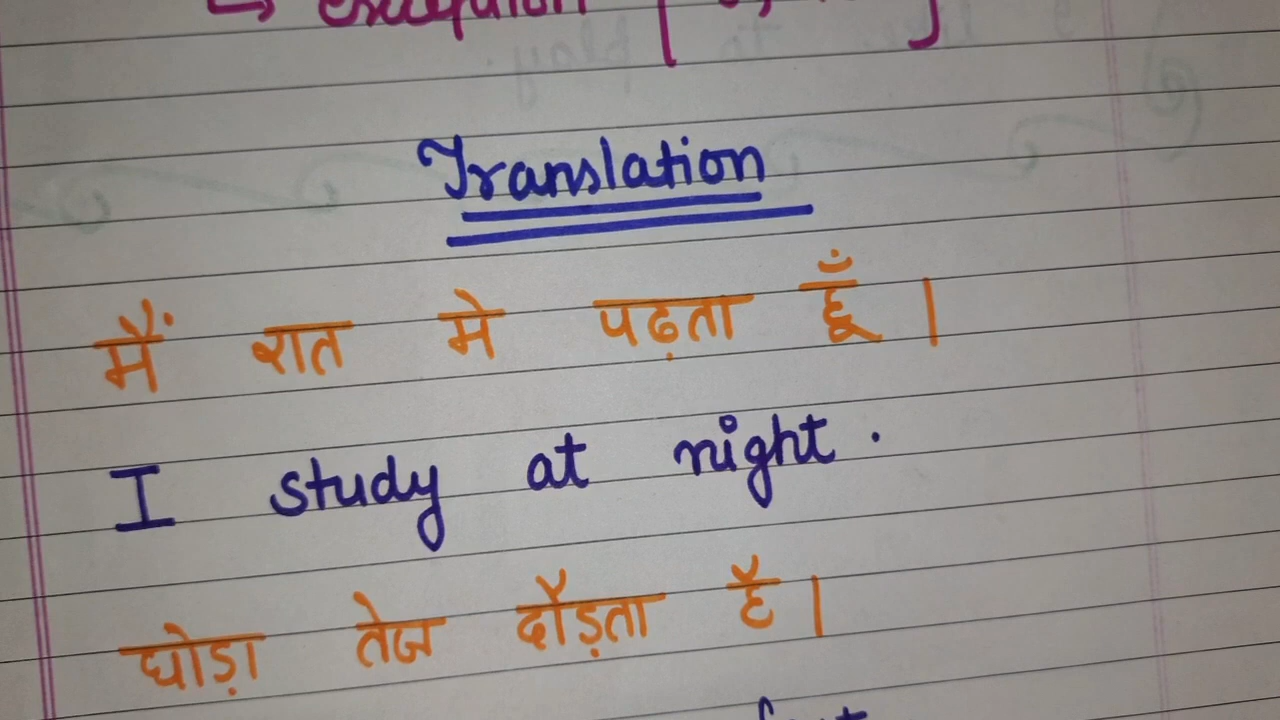 Translation
मैं रात मे पढ़ता हूँ।
I study at night.
घोड़ा तेज दौड़ता है।